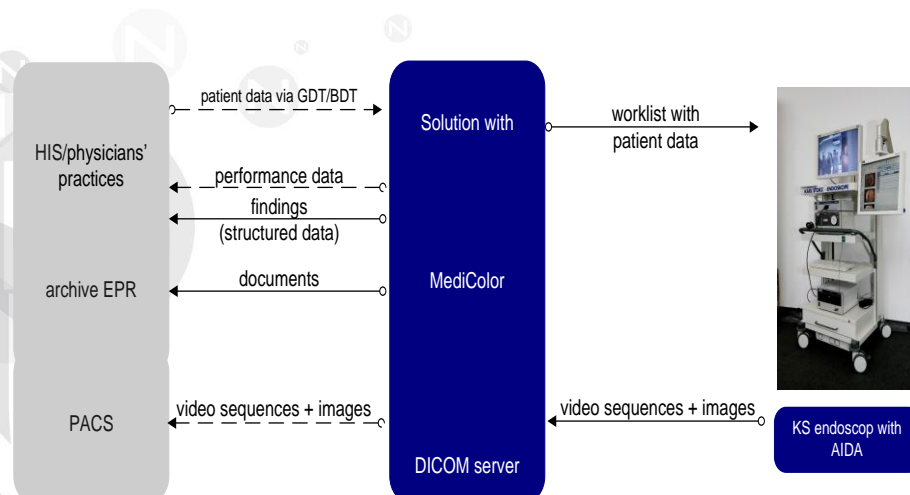 patient data via GDT/BDT
HIS/physicians'
practices
performance data
findings
(structured data)
archive EPR
documents
PACS
video sequences + images
Solution with
MediColor
DICOM server
worklist with
patient data
video sequences + images
KS endoscop with
AIDA